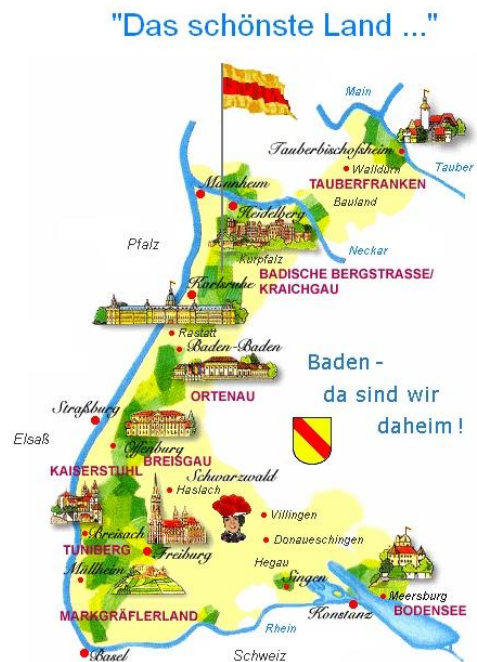 "Das schönste Land ..."
Main
Tauberbischofsheim
Tauber
Walldürn
TAUBERFRANKEN
Mannheim
Bauland
Heidelberg
Pfalz
Neckar
Kurpfalz
BADISCHE BERGSTRASSE/
KRAICHGAU
Karlsruhe
Rastatt
Baden-Baden
Baden -
da sind wir
daheim!
ORTENAU
Straßburg
Elsaß
Offenburg
BREISGAU
KAISERSTUHL
Schwarzwald
Haslach
Villingen
Breisach
Donaueschingen
TUNIBERG
Freiburg
Hegau
Müllheim
Singen
Meersburg
MARKGRÄFLERLAND
Konstanz
BODENSEE
Rhein
Basel
Schweiz